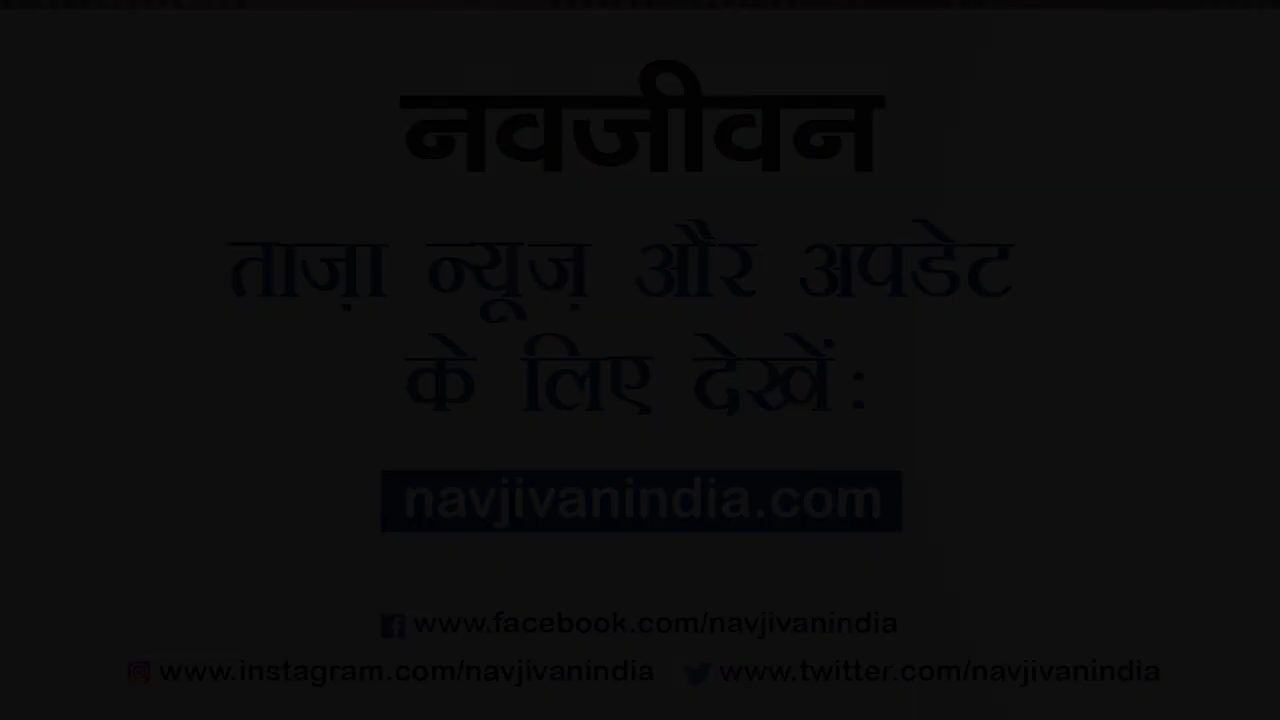 नवजीवन
ताज़ा न्यूज़ और अपडेट
के लिए देखें:
navjivanindia.com
www.facebook.com/navjivanindia
www.instagram.com/navjivanindia www.twitter.com/navjivanindia